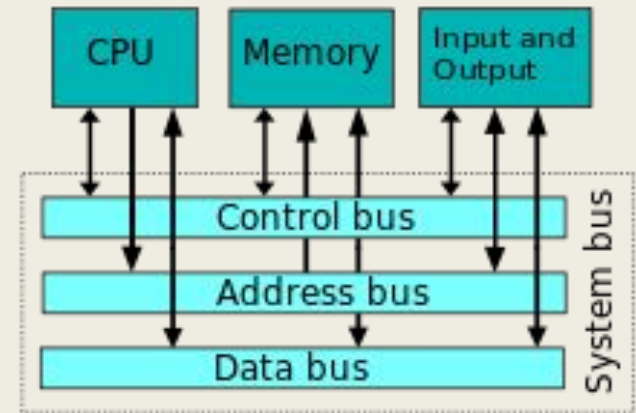 CPU
Memory
Input and
Output
Control bus
Address bus
Data bus
System bus